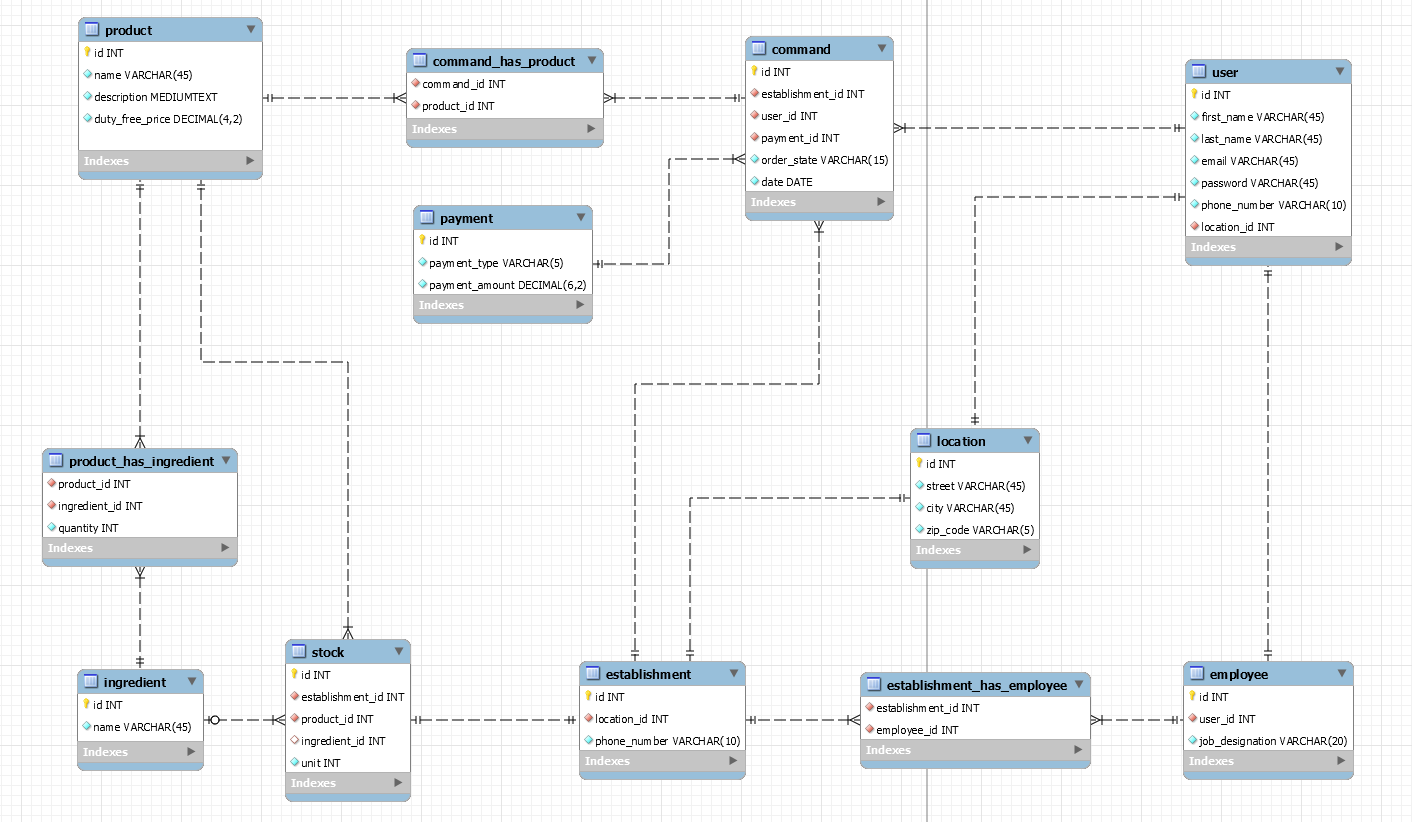 product
id INT
name VARCHAR(45)
description MEDIUMTEXT
duty_free_price DECIMAL(4,2)
Indexes
command_has_product
command_id INT
product_id INT
Indexes
command
id INT
establishment_id INT
user_id INT
payment_id INT
order_state VARCHAR(15)
date DATE
Indexes
user
id INT
first_name VARCHAR(45)
last_name VARCHAR(45)
email VARCHAR(45)
password VARCHAR(45)
phone_number VARCHAR(10)
location_id INT
Indexes
payment
id INT
payment_type VARCHAR(5)
payment_amount DECIMAL(6,2)
Indexes
product_has_ingredient
product_id INT
ingredient_id INT
quantity INT
Indexes
location
id INT
street VARCHAR(45)
city VARCHAR(45)
zip_code VARCHAR(5)
Indexes
ingredient
id INT
name VARCHAR(45)
Indexes
stock
id INT
establishment_id INT
product_id INT
ingredient_id INT
unit INT
Indexes
establishment
id INT
location_id INT
phone_number VARCHAR(10)
Indexes
establishment_has_employee
establishment_id INT
employee_id INT
Indexes
employee
id INT
user_id INT
job_designation VARCHAR(20)
Indexes